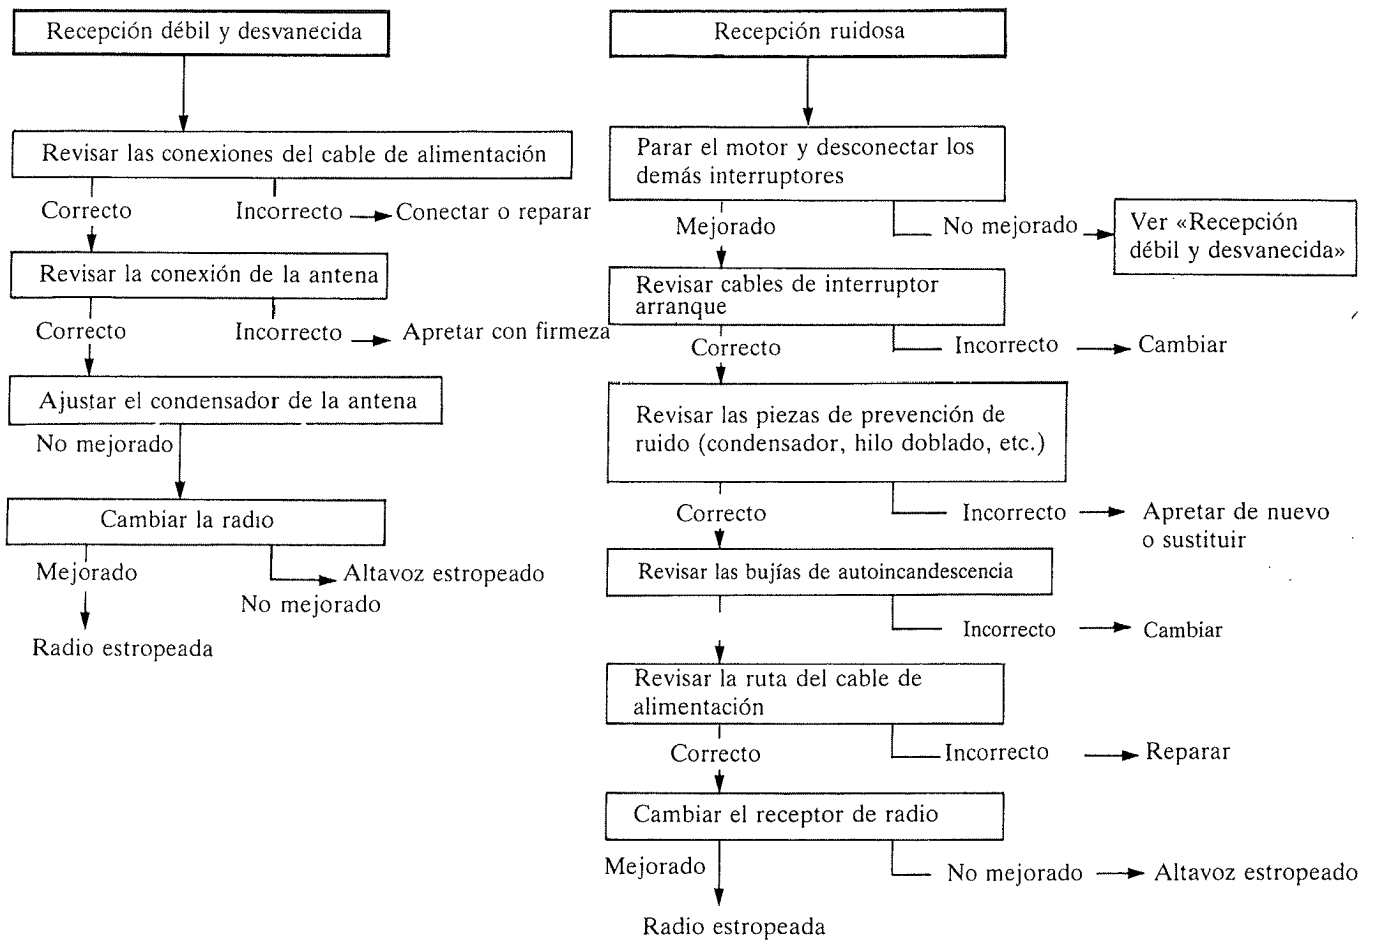 Recepción débil y desvanecida
Revisar las conexiones del cable de alimentación
Correcto
Incorrecto
Conectar o reparar
Revisar la conexión de la antena
Correcto
Incorrecto
Apretar con firmeza
Ajustar el condensador de la antena
No mejorado
Cambiar la radio
Mejorado
Altavoz estropeado
No mejorado
Radio estropeada
Recepción ruidosa
Parar el motor y desconectar los
demás interruptores
Mejorado
No mejorado
Ver «Recepción
débil y desvanecida»
Revisar cables de interruptor
arranque
Correcto
Incorrecto
Cambiar
Revisar las piezas de prevención de
ruido (condensador, hilo doblado, etc.)
Correcto
Incorrecto
Apretar de nuevo
o sustituir
Revisar las bujías de autoincandescencia
Incorrecto
Cambiar
Revisar la ruta del cable de
alimentación
Correcto
Incorrecto
Reparar
Cambiar el receptor de radio
Mejorado
No mejorado
Altavoz estropeado
Radio estropeada